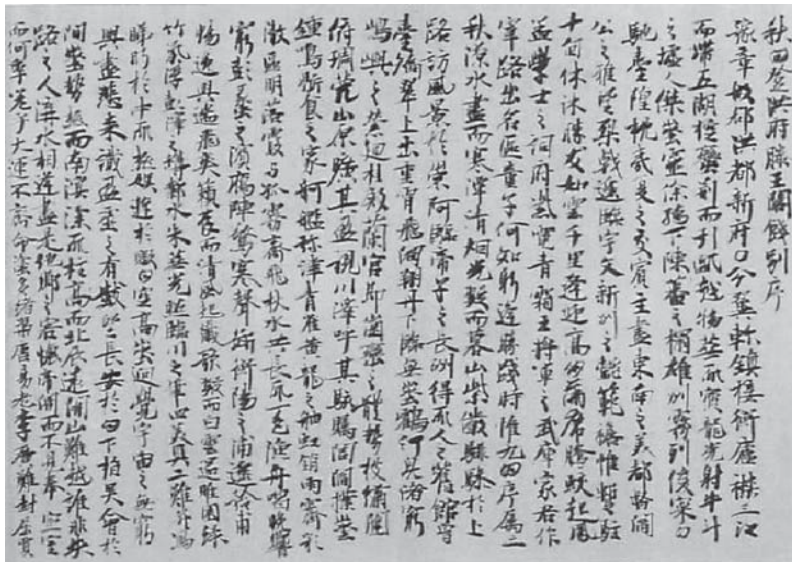 秋日登洪府滕王閣餞別序
豫章故郡洪都新府〇分翼軫鎮接衡廬襟三江
而帶五湖控蠻荊而引甌越物華天寶龍光射牛斗
之墟人傑埊靈徐孺下陳蕃之榻雄州霧列俊寀〇
馳臺隍枕夷夏之交賓主盡東南之美都督閻
公之雅望棨戟遙臨宇文新州之懿範襜帷暫駐
十旬休沐勝友如雲千里逢迎高朋滿席騰蛟起鳳
孟學士之詞府紫電青霜王將軍之武庫家君作
宰路出名區童子何知躬逢勝餞時惟九月序屬三
秋潦水盡而寒潭清烟光凝而暮山紫儼驂騑於上
路訪風景於崇阿臨帝子之長洲得天人之舊館層
臺聳翠上出重霄飛閣翔丹下臨無埊鶴汀鳧渚窮
島嶼之縈迴桂殿蘭宮即崗巒之體勢披繡闥
俯雕甍山原曠其盈視川澤盱其駭矚閭閻撲埊
鍾鳴鼎食之家舸艦弥津青雀黃龍之舳虹銷雨霽彩
徹區明落霞與孤鶩齊飛秋水共長天一色漁舟唱晚響
窮彭蠡之濱雁陣驚寒聲斷衡陽之浦遙吟甫
暢逸興遄飛爽籟發而清風起纖歌凝而白雲遏睢園綠
竹氣浮彭澤之樽鄴水朱華光照臨川之筆四美具二難并窮
睇眄於中天極娛遊於暇日天高埊迥覺宇宙之無窮
興盡悲來識盈虛之有數望長安於日下指吳會於
間埊勢極而南溟深天柱高而北辰遠關山難越誰悲失
路之人溝水相逢盡是他鄉之客懷帝閽而不見奉宣室
而何年嗟乎大運不齊命途多緒馮唐易老李廣難封屈賈